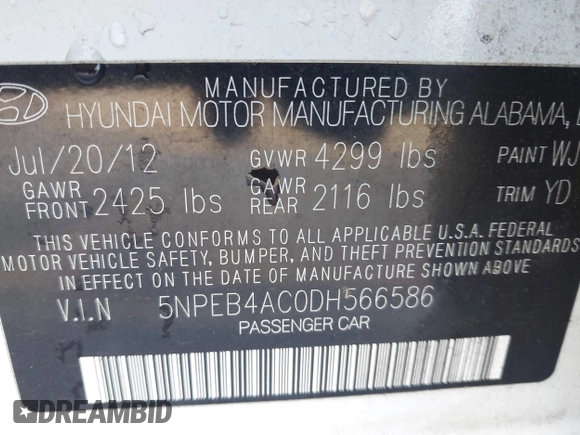 MANUFACTURED BY
HYUNDAI MOTOR MANUFACTURING ALABAMA,
Jul/20/12 GVWR 4299 lbs PAINT WJ
GAWR FRONT 2425 lbs GAWR REAR 2116 lbs TRIM YD
THIS VEHICLE CONFORMS TO ALL APPLICABLE U.S.A. FEDERAL
MOTOR VEHICLE SAFETY, BUMPER, AND THEFT PREVENTION STANDARDS
IN EFFECT ON THE DATE OF MANUFACTURE SHOWN ABOVE.
V.I.N 5NPEB4AC0DH566586
PASSENGER CAR
DREAMBID